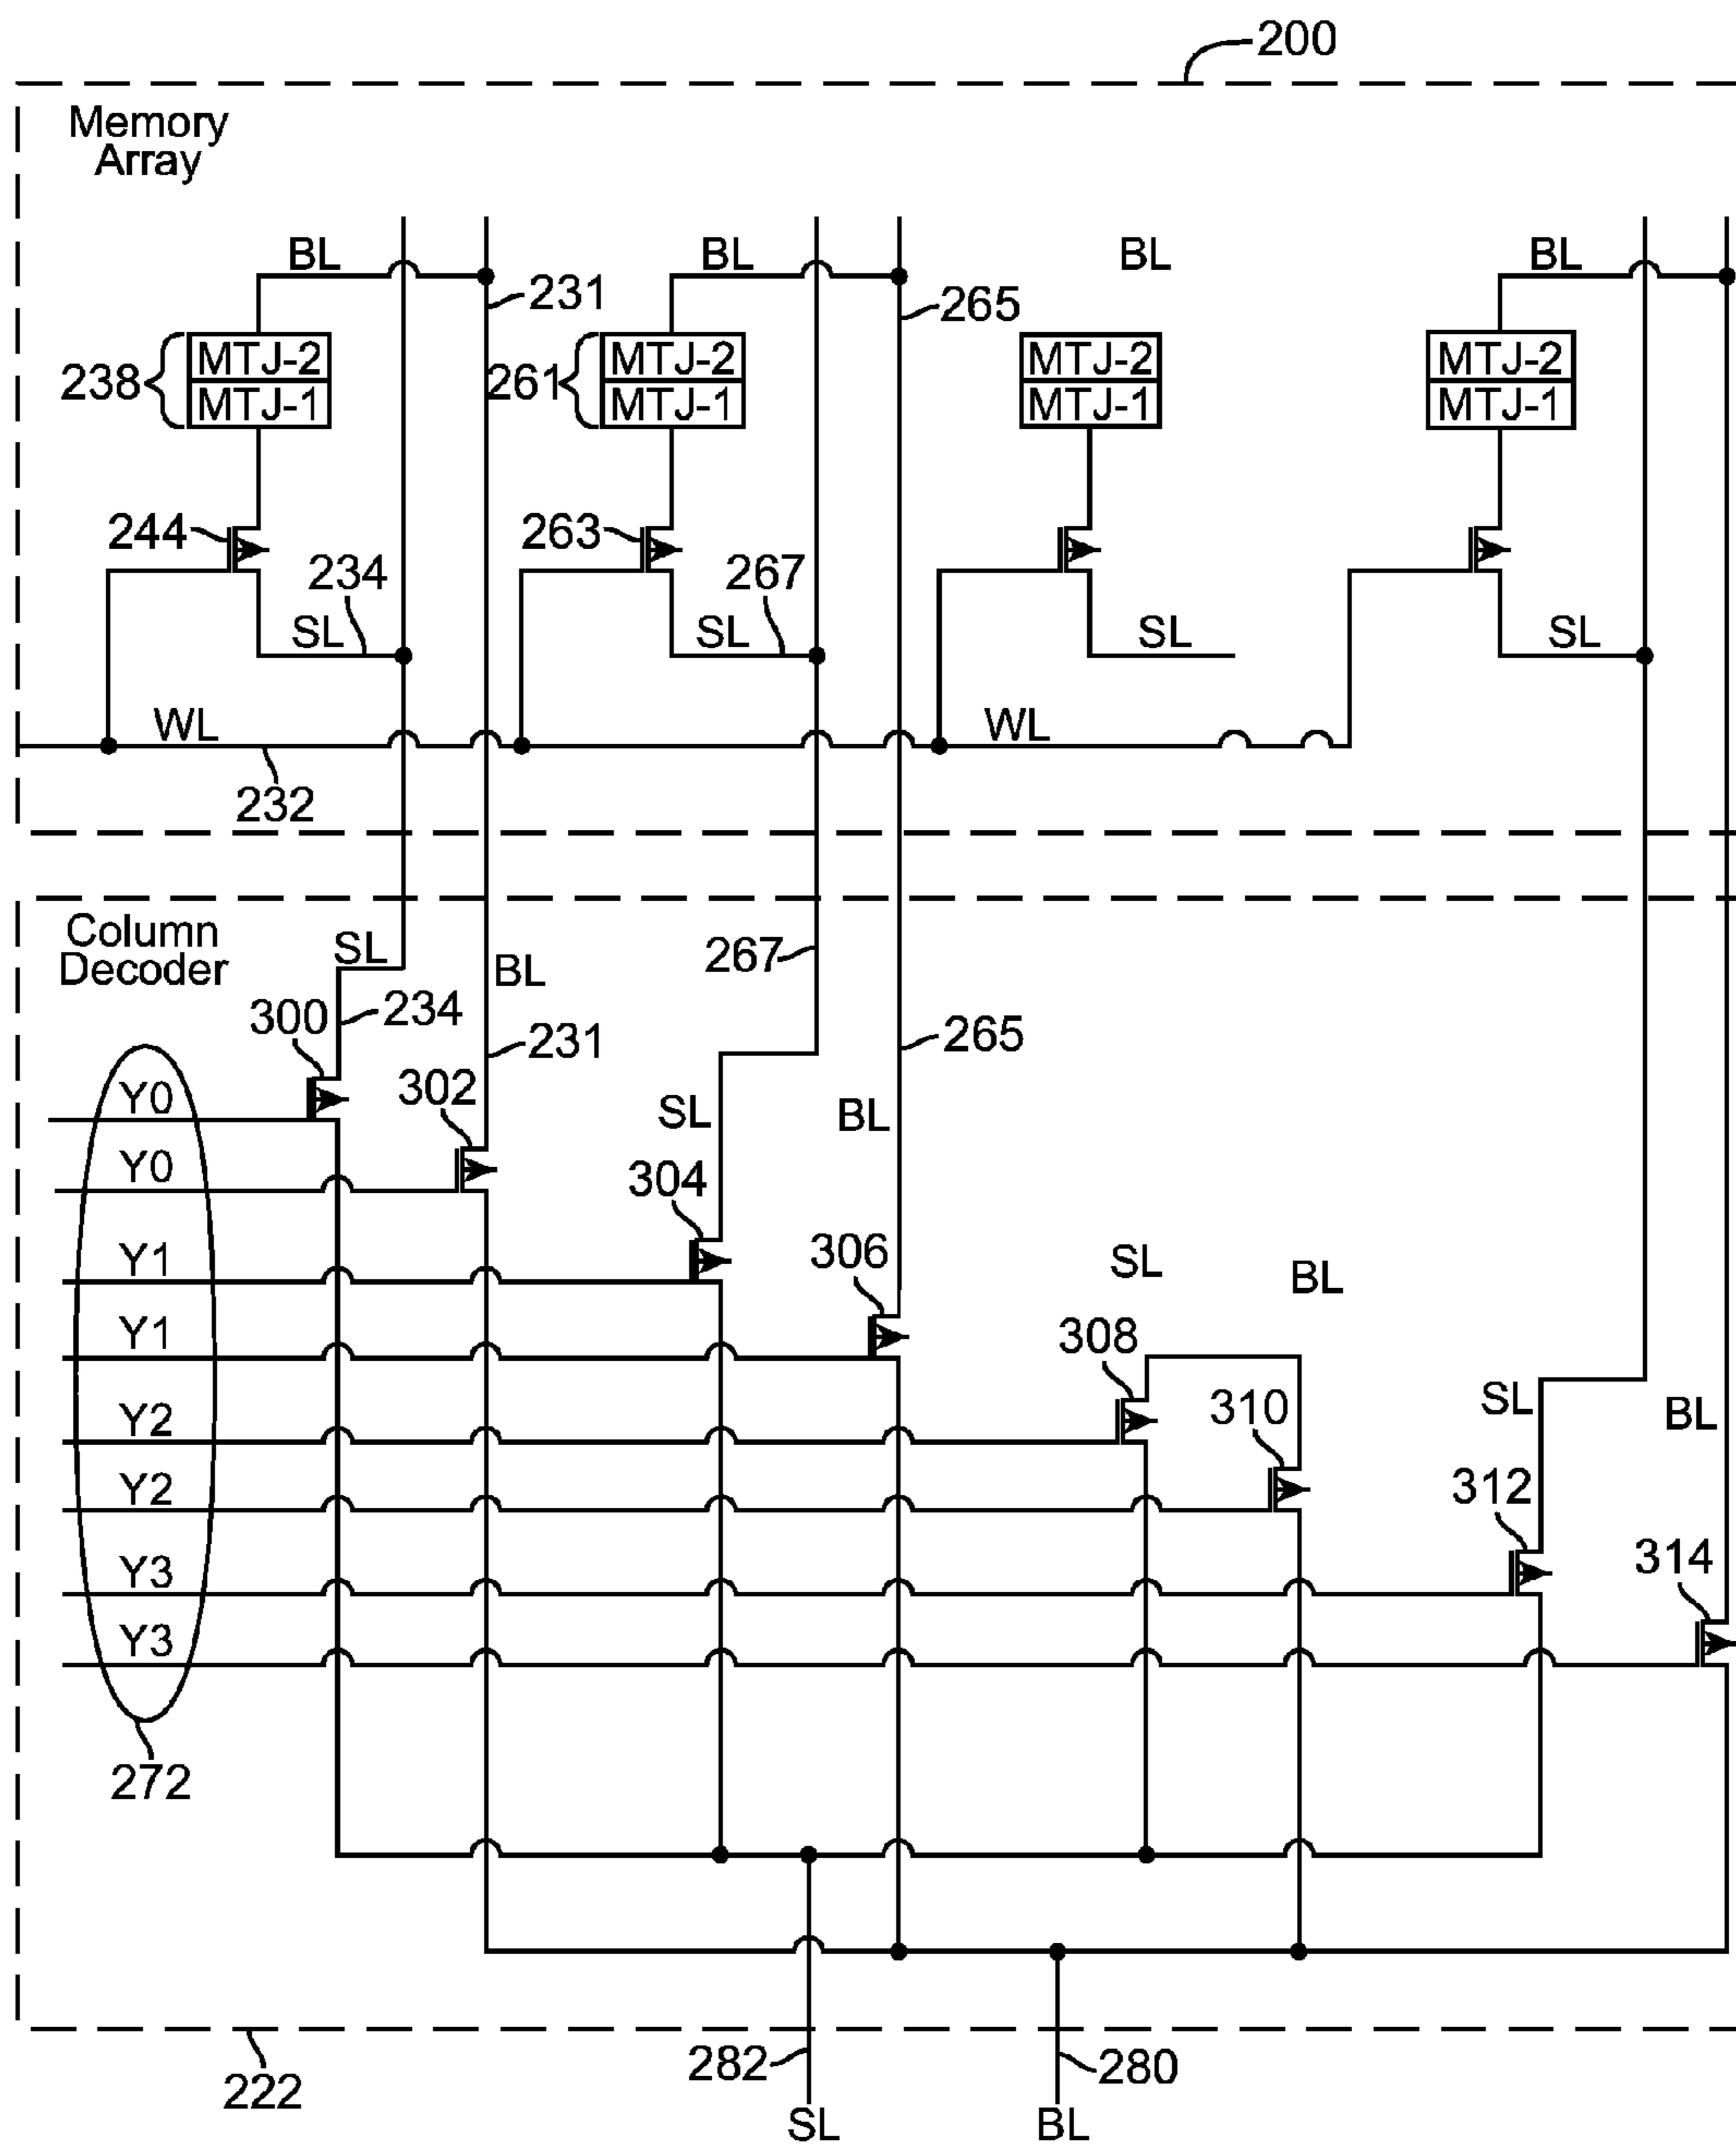 200
Memory
Array
BL BL BL BL
231 265
238 MTJ-2 261 MTJ-2 MTJ-2 MTJ-2
MTJ-1 MTJ-1 MTJ-1 MTJ-1
244 263
234 267
SL SL SL SL
WL WL
232
Column
Decoder
SL BL 267
300 234
231 265
Y0 302 SL BL
Y0 304
Y1 306 SL BL
Y1 308
Y2 310 SL BL
Y2 312
Y3 314
Y3
272
282 280
222
SL BL